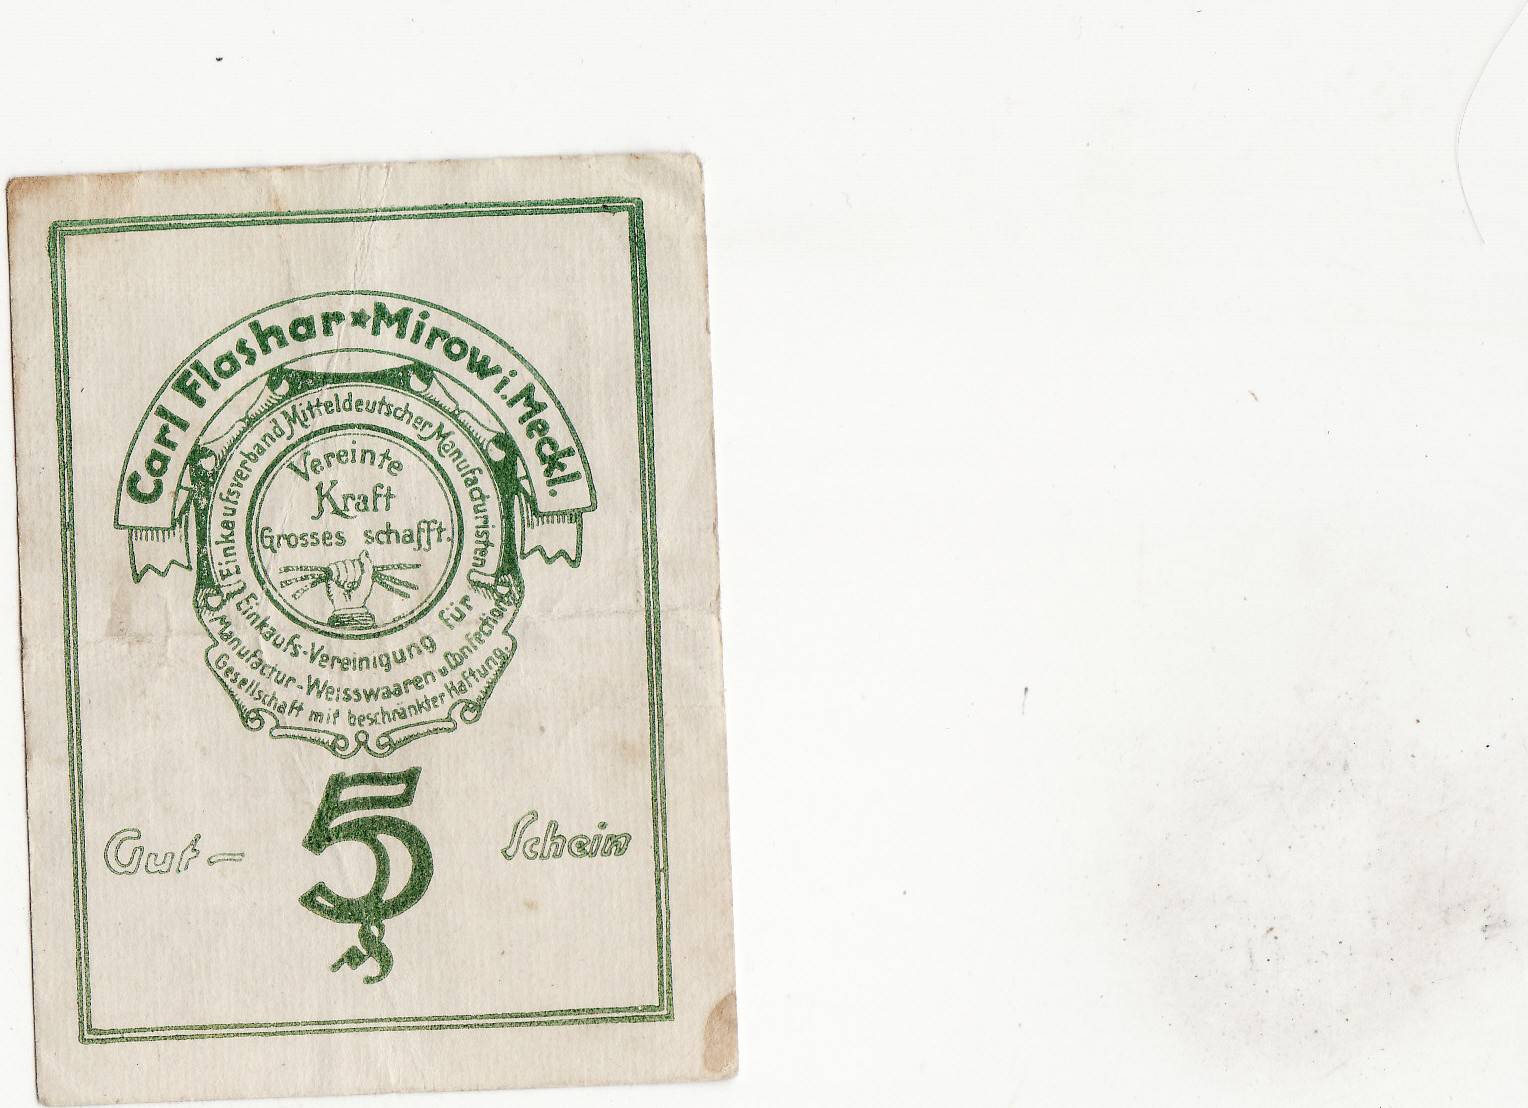 Carl Flashar ★ Mirow i. Meckl.
Einkaufsverband Mitteldeutscher Manufacturisten
Vereinte
Kraft
Grosses schafft.
Einkaufs-Vereinigung für
Manufactur-Weisswaaren u. Confection
Gesellschaft mit beschränkter Haftung
5
Gut- Schein